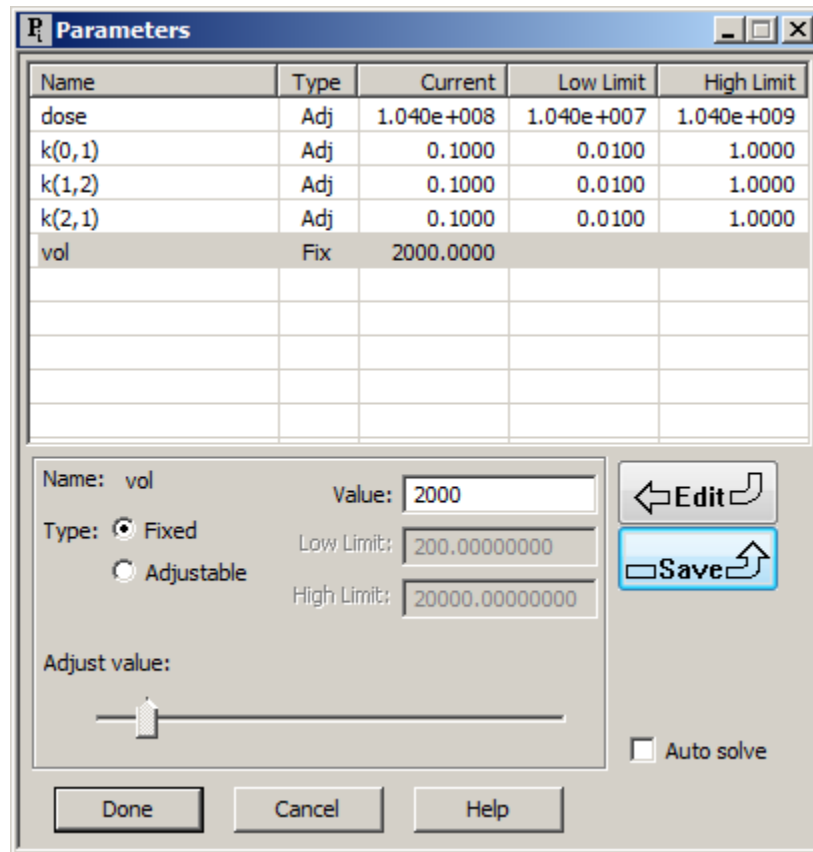 Parameters
Name Type Current Low Limit High Limit
dose Adj 1.040e+008 1.040e+007 1.040e+009
k(0,1) Adj 0.1000 0.0100 1.0000
k(1,2) Adj 0.1000 0.0100 1.0000
k(2,1) Adj 0.1000 0.0100 1.0000
vol Fix 2000.0000
Name: vol
Value: 2000
Edit
Type: Fixed
Low Limit: 200.00000000
Save
Adjustable
High Limit: 20000.00000000
Adjust value:
Auto solve
Done Cancel Help